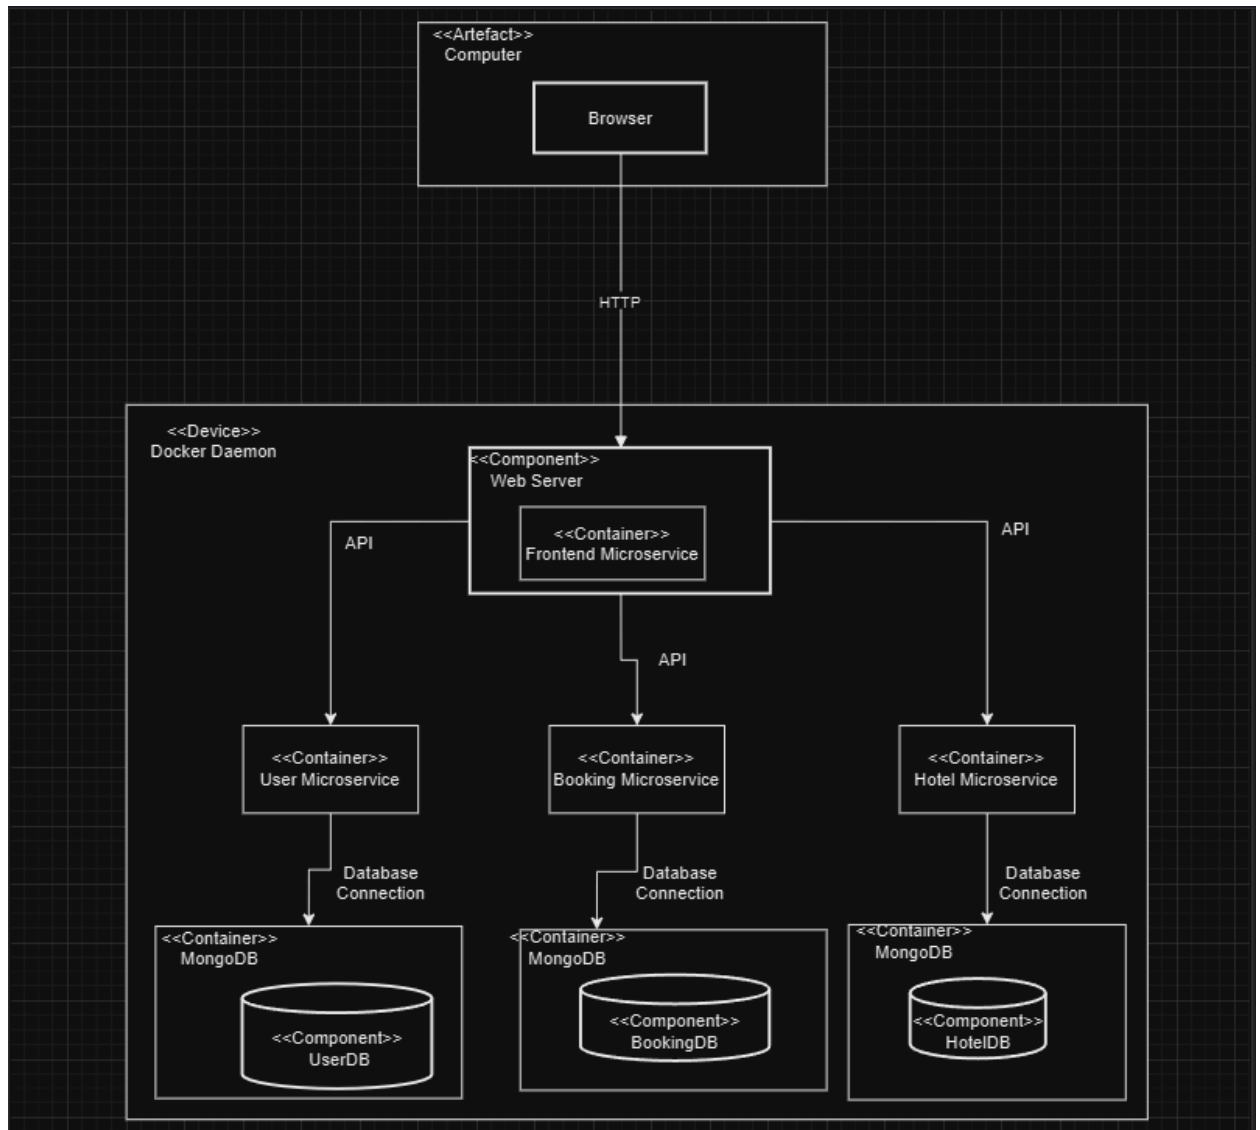 <<Artefact>>
Computer
Browser
HTTP
<<Device>>
Docker Daemon
<<Component>>
Web Server
<<Container>>
Frontend Microservice
API
API
API
<<Container>>
User Microservice
<<Container>>
Booking Microservice
<<Container>>
Hotel Microservice
Database
Connection
Database
Connection
Database
Connection
<<Container>>
MongoDB
<<Component>>
UserDB
<<Container>>
MongoDB
<<Component>>
BookingDB
<<Container>>
MongoDB
<<Component>>
HotelDB